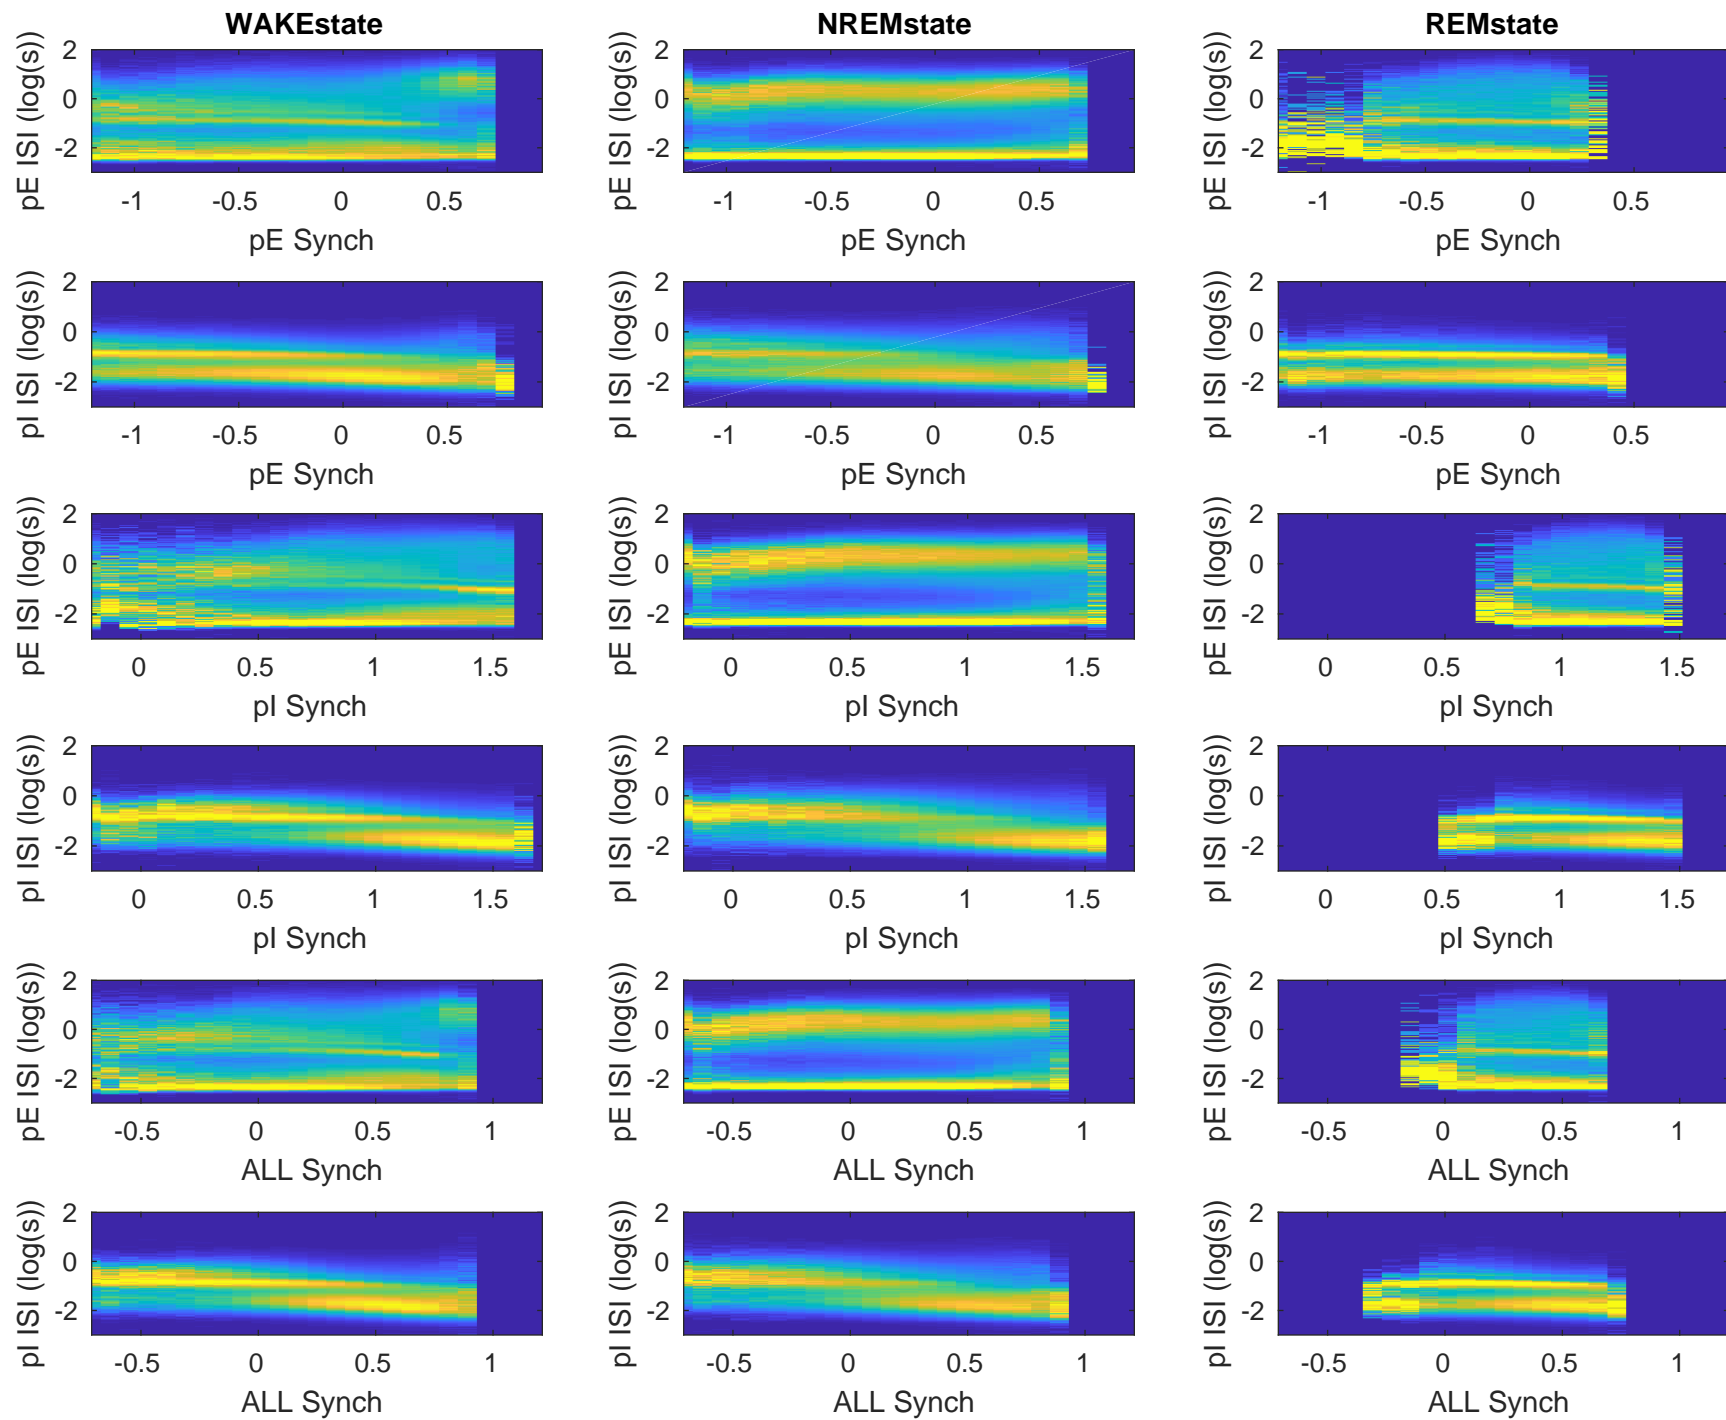 WAKEstate NREMstate REMstate
pE ISI (log(s)) 2 0 -2 pE ISI (log(s)) 2 0 -2 pE ISI (log(s)) 2 0 -2
-1 -0.5 0 0.5 -1 -0.5 0 0.5 -1 -0.5 0 0.5
pE Synch pE Synch pE Synch
pI ISI (log(s)) 2 0 -2 pI ISI (log(s)) 2 0 -2 pI ISI (log(s)) 2 0 -2
-1 -0.5 0 0.5 -1 -0.5 0 0.5 -1 -0.5 0 0.5
pE Synch pE Synch pE Synch
pE ISI (log(s)) 2 0 -2 pE ISI (log(s)) 2 0 -2 pE ISI (log(s)) 2 0 -2
0 0.5 1 1.5 0 0.5 1 1.5 0 0.5 1 1.5
pI Synch pI Synch pI Synch
pI ISI (log(s)) 2 0 -2 pI ISI (log(s)) 2 0 -2 pI ISI (log(s)) 2 0 -2
0 0.5 1 1.5 0 0.5 1 1.5 0 0.5 1 1.5
pI Synch pI Synch pI Synch
pE ISI (log(s)) 2 0 -2 pE ISI (log(s)) 2 0 -2 pE ISI (log(s)) 2 0 -2
-0.5 0 0.5 1 -0.5 0 0.5 1 -0.5 0 0.5 1
ALL Synch ALL Synch ALL Synch
pI ISI (log(s)) 2 0 -2 pI ISI (log(s)) 2 0 -2 pI ISI (log(s)) 2 0 -2
-0.5 0 0.5 1 -0.5 0 0.5 1 -0.5 0 0.5 1
ALL Synch ALL Synch ALL Synch